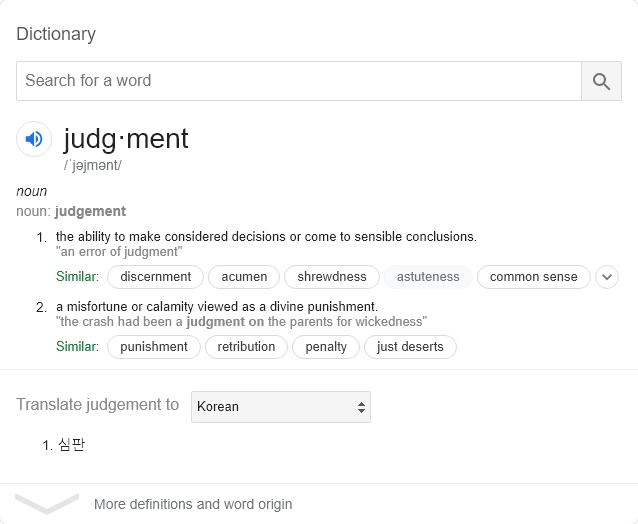 Dictionary
Search for a word
judg·ment
/ˈjəjmənt/
noun
noun: judgement
1. the ability to make considered decisions or come to sensible conclusions.
"an error of judgment"
Similar: discernment acumen shrewdness astuteness common sense
2. a misfortune or calamity viewed as a divine punishment.
"the crash had been a judgment on the parents for wickedness"
Similar: punishment retribution penalty just deserts
Translate judgement to Korean
1. 심판
More definitions and word origin